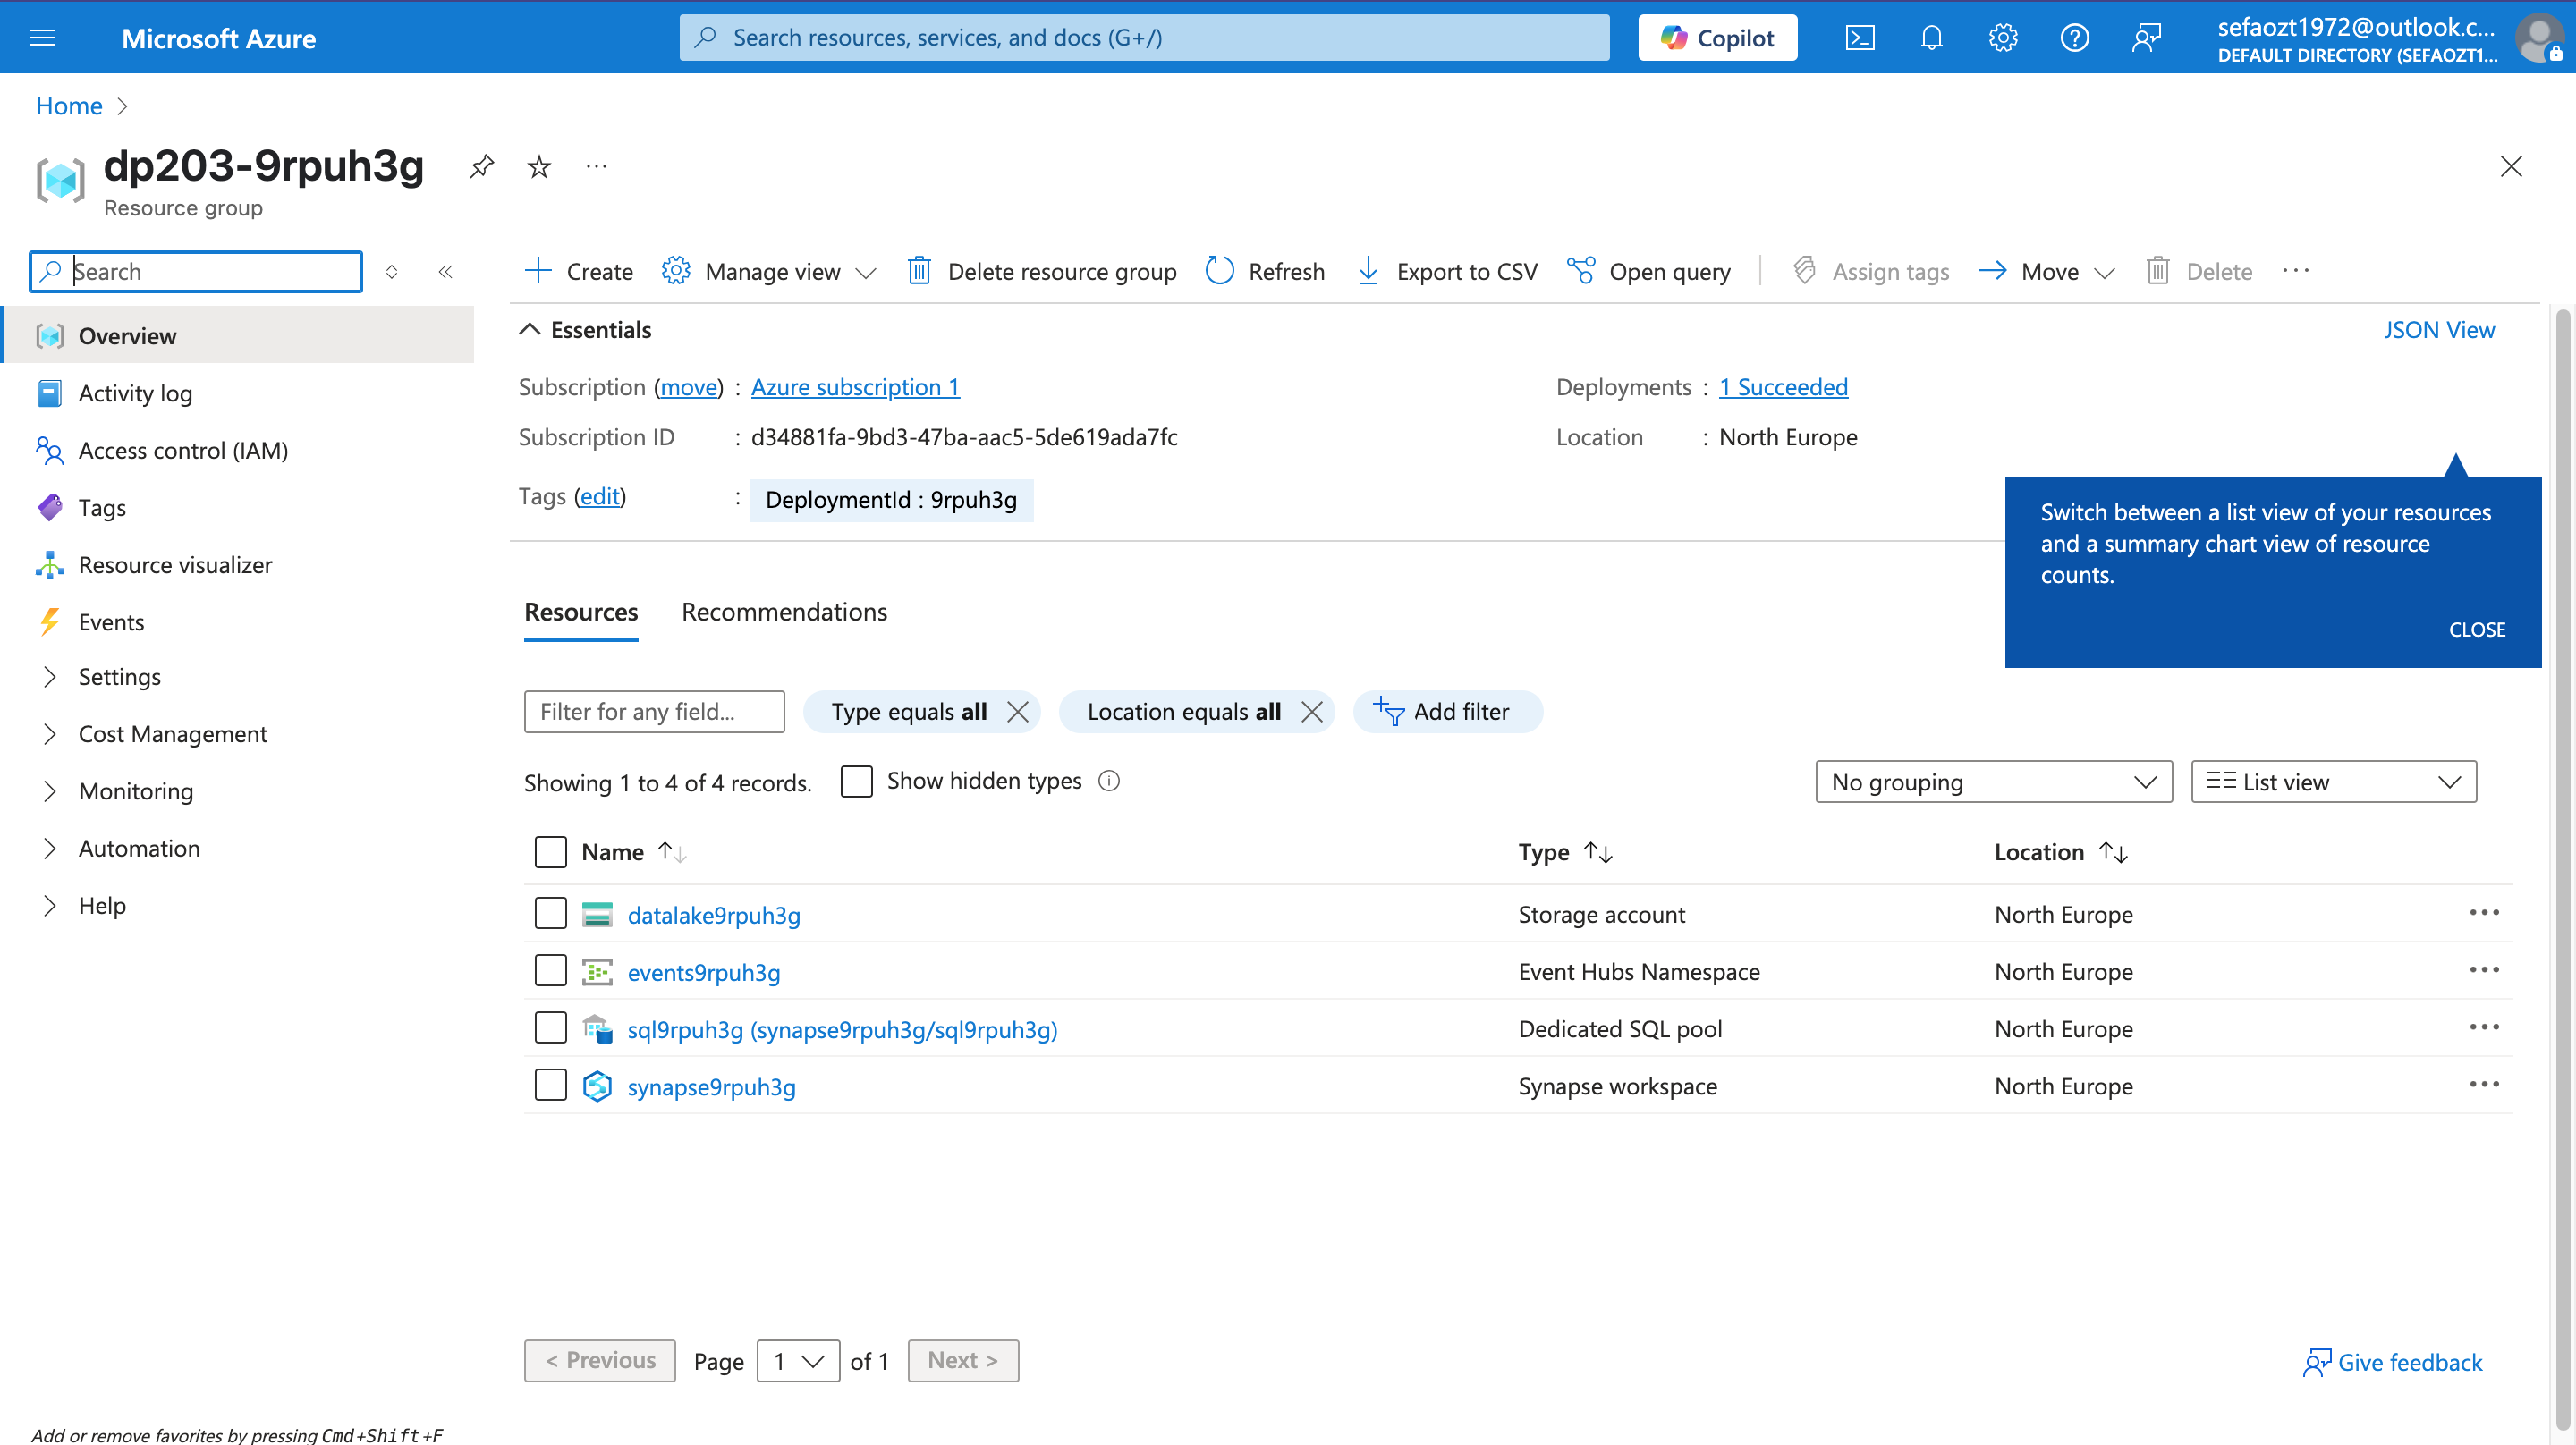 Microsoft Azure
Search resources, services, and docs (G+/)
Copilot
sefaozt1972@outlook.c...
DEFAULT DIRECTORY (SEFAOZT1...
Home
dp203-9rpuh3g
Resource group
Search
Create
Manage view
Delete resource group
Refresh
Export to CSV
Open query
Assign tags
Move
Delete
Overview
Activity log
Access control (IAM)
Tags
Resource visualizer
Events
Settings
Cost Management
Monitoring
Automation
Help
Essentials
JSON View
Subscription (move) : Azure subscription 1
Deployments : 1 Succeeded
Subscription ID : d34881fa-9bd3-47ba-aac5-5de619ada7fc
Location : North Europe
Tags (edit) : DeploymentId : 9rpuh3g
Switch between a list view of your resources
and a summary chart view of resource
counts.
CLOSE
Resources Recommendations
Filter for any field...
Type equals all
Location equals all
Add filter
Showing 1 to 4 of 4 records.
Show hidden types
No grouping
List view
Name Type Location
datalake9rpuh3g Storage account North Europe
events9rpuh3g Event Hubs Namespace North Europe
sql9rpuh3g (synapse9rpuh3g/sql9rpuh3g) Dedicated SQL pool North Europe
synapse9rpuh3g Synapse workspace North Europe
< Previous Page 1 of 1 Next >
Give feedback
Add or remove favorites by pressing Cmd+Shift+F